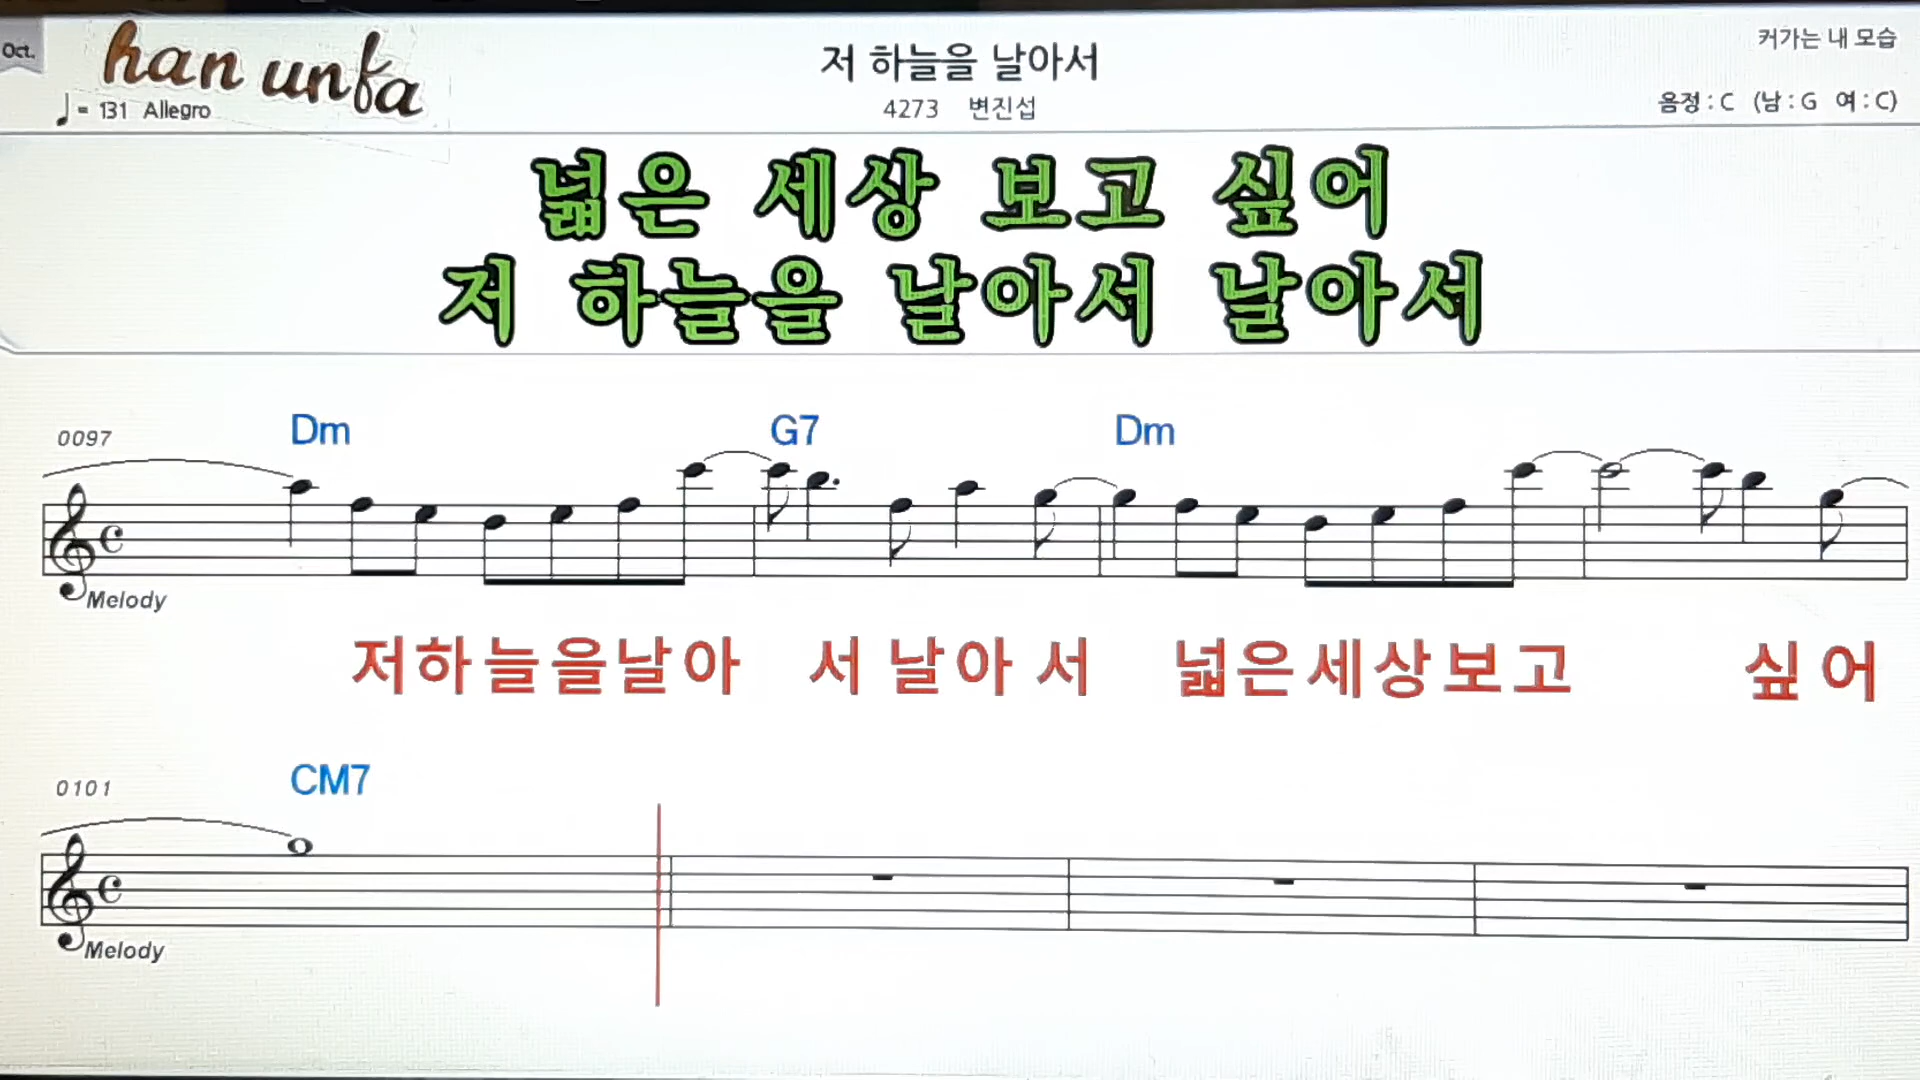 Oct.
han unfa
♩= 131 Allegro
저 하늘을 날아서
4273 변진섭
커가는 내 모습
음정 : C (남 : G 여 : C)
넓은 세상 보고 싶어
저 하늘을 날아서 날아서
0097 Dm G7 Dm
Melody
저하늘을날아 서 날아 서 넓은세상보고 싶 어
0101 CM7
Melody